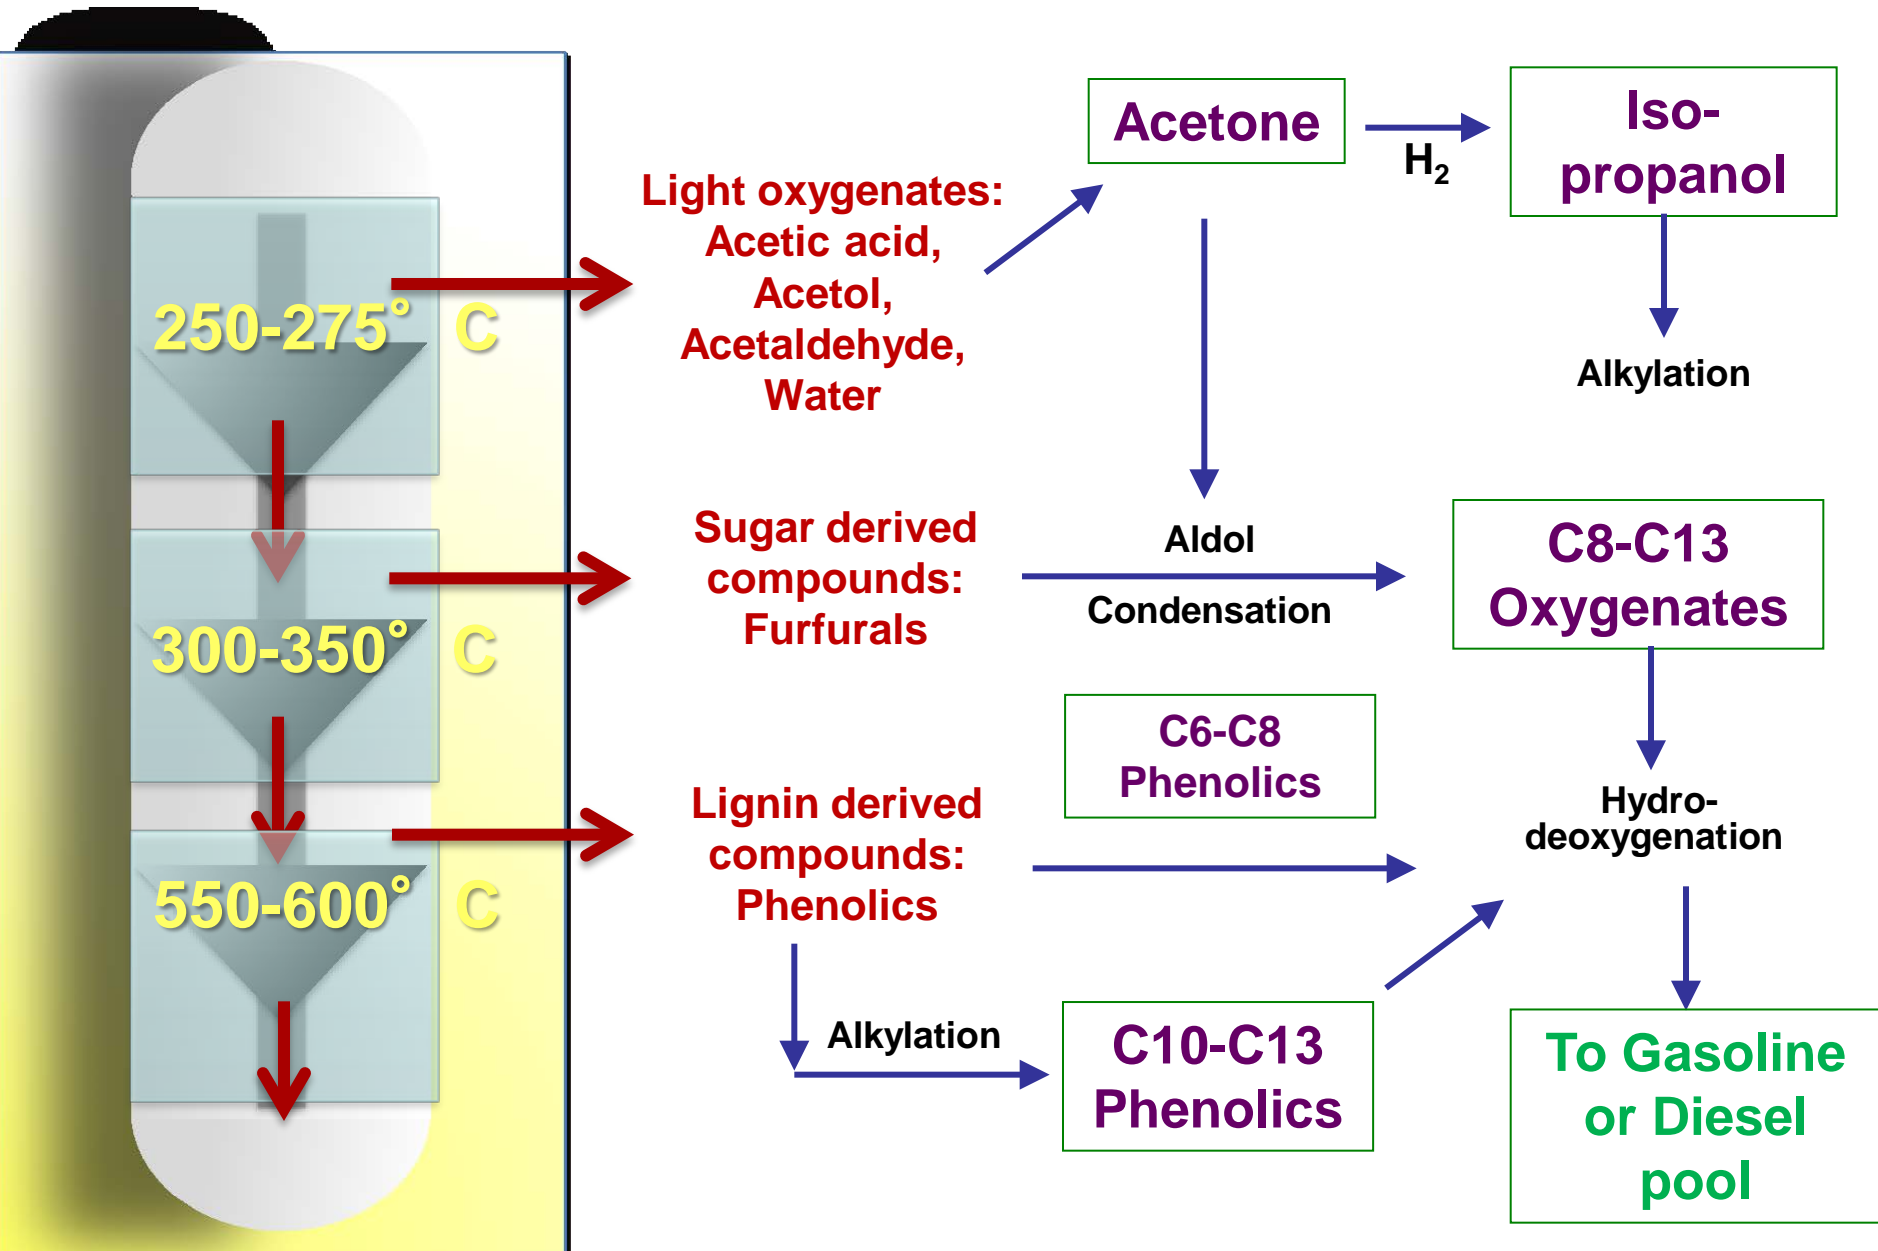 250-275° C
300-350° C
550-600° C
Light oxygenates:
Acetic acid,
Acetol,
Acetaldehyde,
Water
Acetone
H₂
Iso-
propanol
Alkylation
Sugar derived
compounds:
Furfurals
Aldol
Condensation
C8-C13
Oxygenates
C6-C8
Phenolics
Hydro-
deoxygenation
Lignin derived
compounds:
Phenolics
Alkylation
C10-C13
Phenolics
To Gasoline
or Diesel
pool